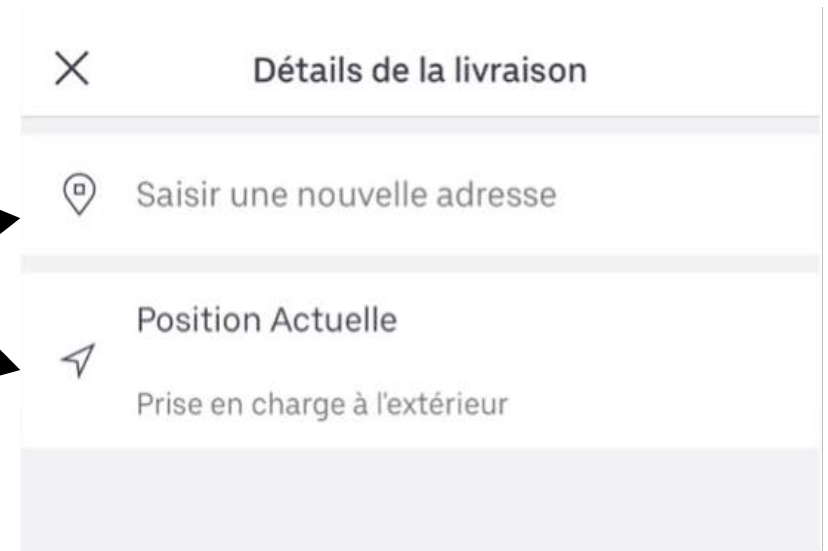 Détails de la livraison
Saisir une nouvelle adresse
Position Actuelle
Prise en charge à l'extérieur